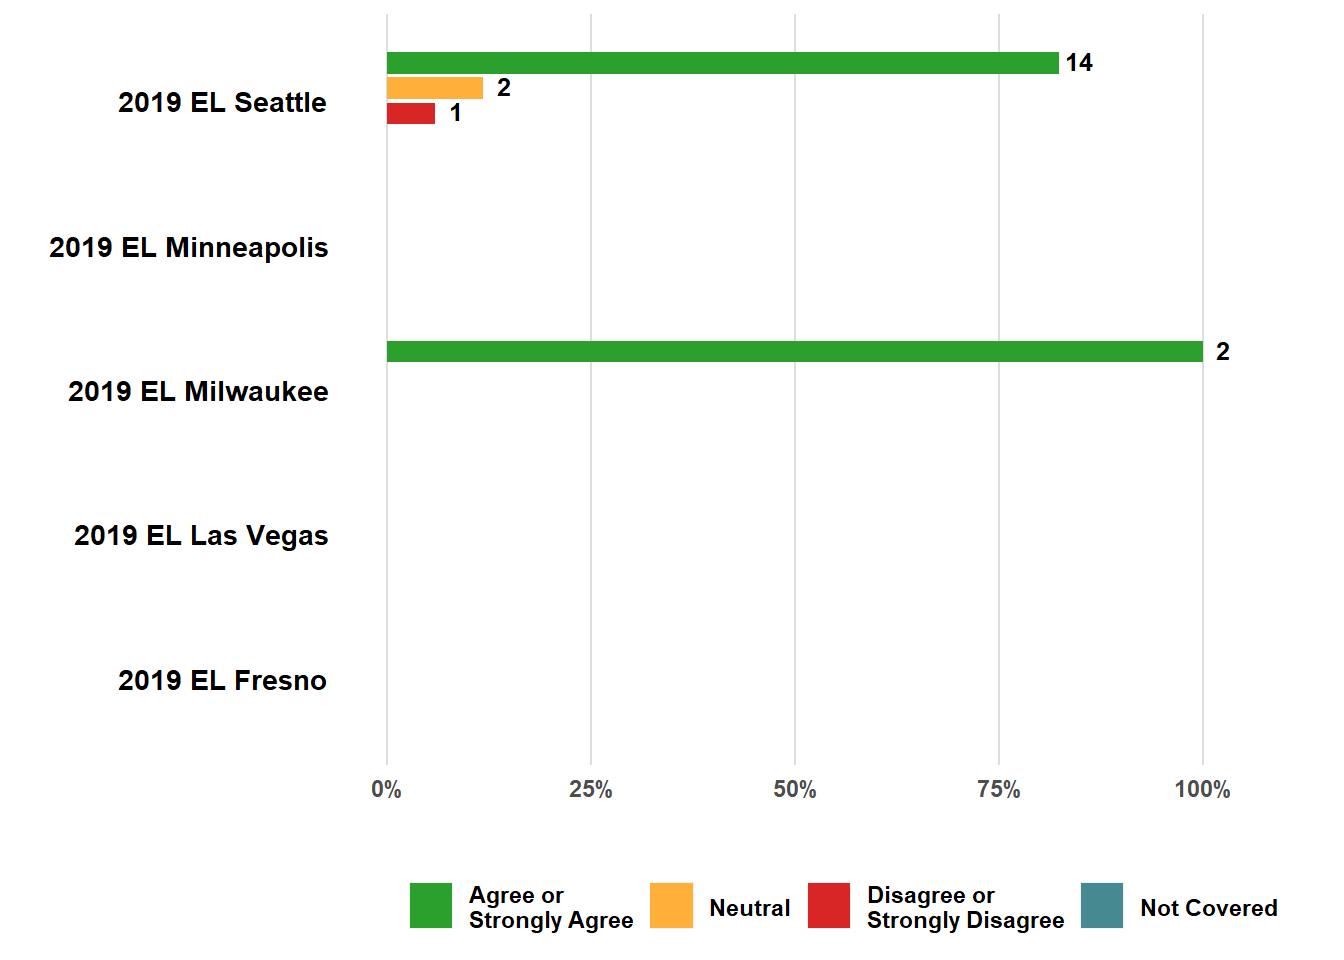 14
2
1
2019 EL Seattle
2019 EL Minneapolis
2
2019 EL Milwaukee
2019 EL Las Vegas
2019 EL Fresno
0% 25% 50% 75% 100%
Agree or
Strongly Agree
Neutral
Disagree or
Strongly Disagree
Not Covered